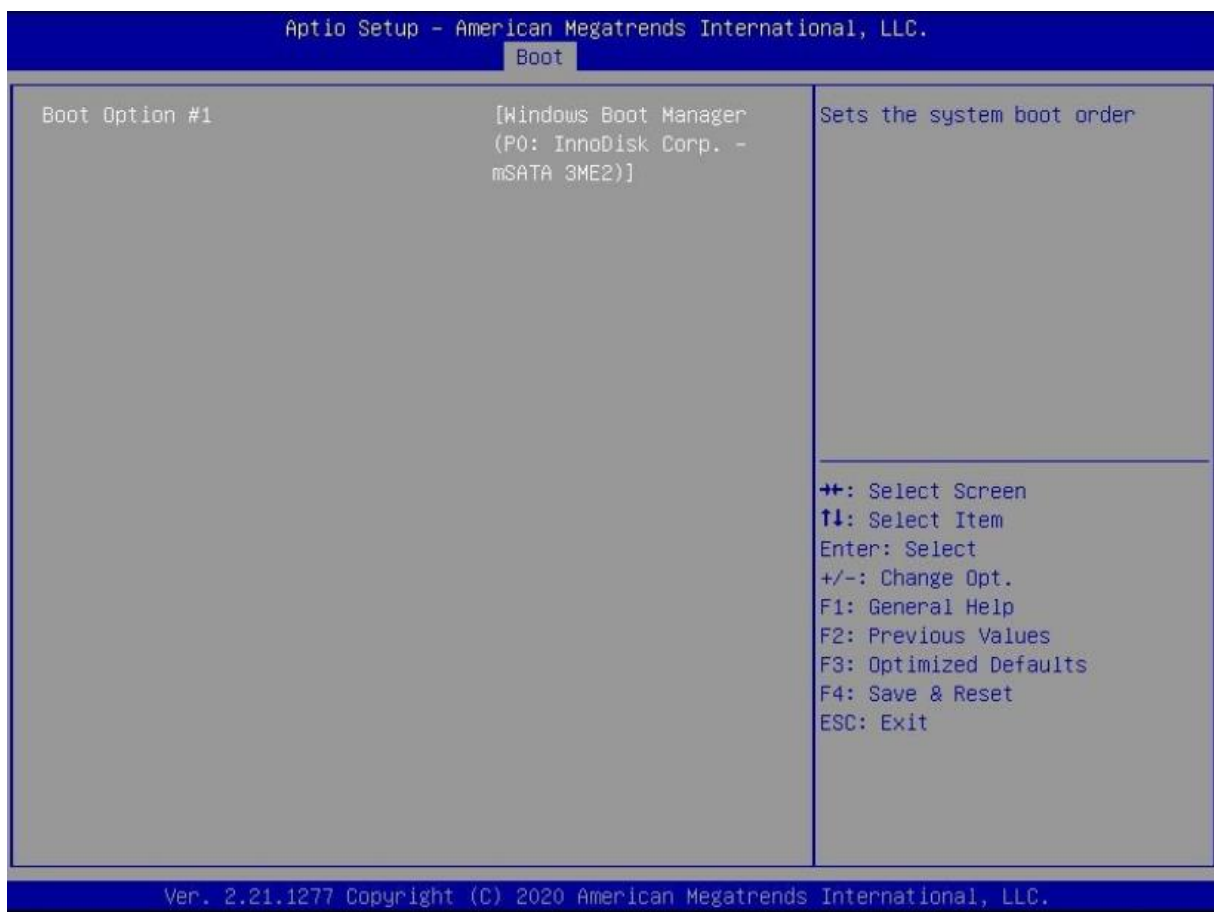 Aptio Setup – American Megatrends International, LLC.
Boot
Boot Option #1
[Windows Boot Manager
(P0: InnoDisk Corp. -
mSATA 3ME2)]
Sets the system boot order
→←: Select Screen
↑↓: Select Item
Enter: Select
+/-: Change Opt.
F1: General Help
F2: Previous Values
F3: Optimized Defaults
F4: Save & Reset
ESC: Exit
Ver. 2.21.1277 Copyright (C) 2020 American Megatrends International, LLC.